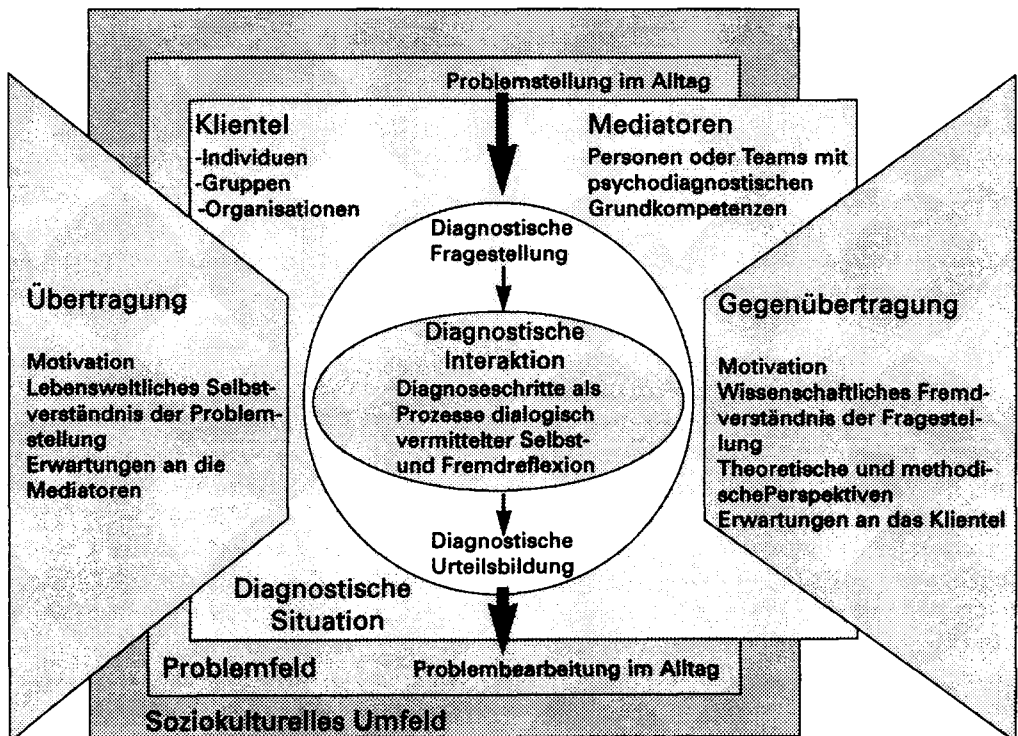 Problemstellung im Alltag
Klientel
-Individuen
-Gruppen
-Organisationen
Mediatoren
Personen oder Teams mit
psychodiagnostischen
Grundkompetenzen
Übertragung
Motivation
Lebensweltliches Selbst-
verständnis der Problem-
stellung
Erwartungen an die
Mediatoren
Diagnostische
Fragestellung
Diagnostische
Interaktion
Diagnoseschritte als
Prozesse dialogisch
vermittelter Selbst-
und Fremdreflexion
Diagnostische
Urteilsbildung
Gegenübertragung
Motivation
Wissenschaftliches Fremd-
verständnis der Fragestel-
lung
Theoretische und methodi-
schePerspektiven
Erwartungen an das Klientel
Diagnostische
Situation
Problemfeld
Problembearbeitung im Alltag
Soziokulturelles Umfeld